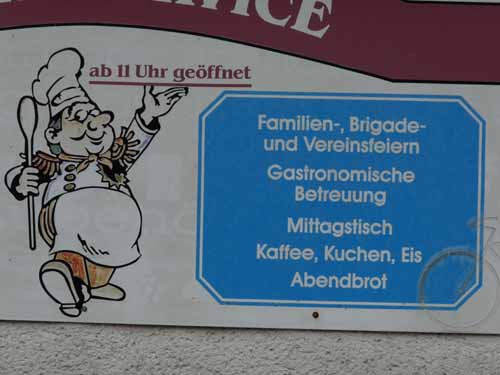 ab 11 Uhr geöffnet
Familien-, Brigade-
und Vereinsfeiern
Gastronomische
Betreuung
Mittagstisch
Kaffee, Kuchen, Eis
Abendbrot